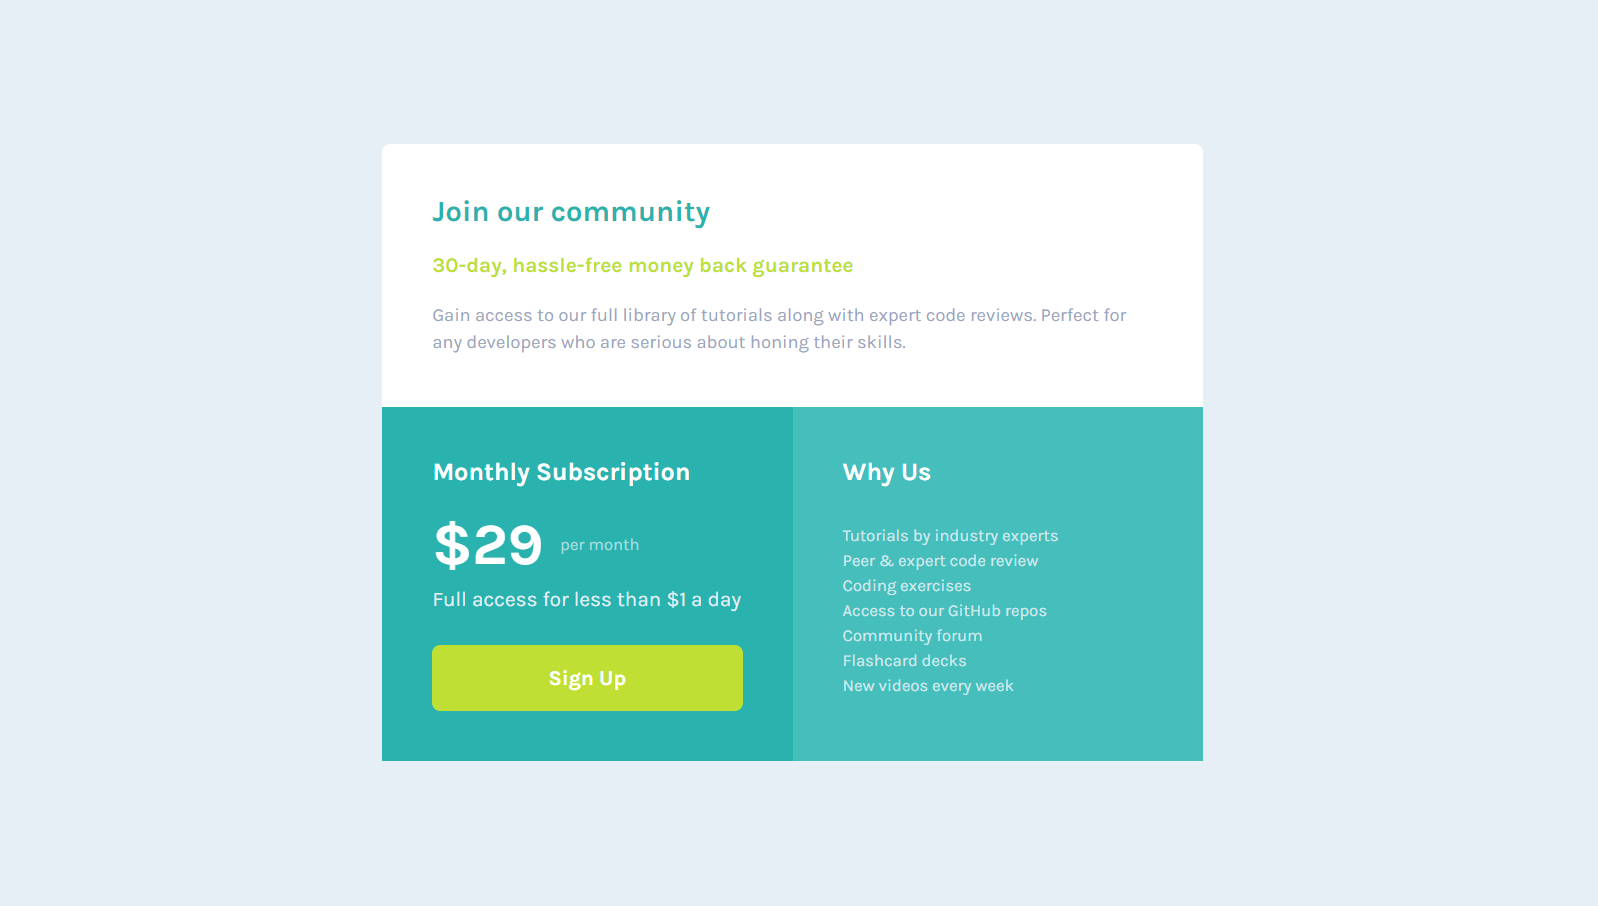 Join our community
30-day, hassle-free money back guarantee
Gain access to our full library of tutorials along with expert code reviews. Perfect for
any developers who are serious about honing their skills.
Monthly Subscription
$29 per month
Full access for less than $1 a day
Sign Up
Why Us
Tutorials by industry experts
Peer & expert code review
Coding exercises
Access to our GitHub repos
Community forum
Flashcard decks
New videos every week